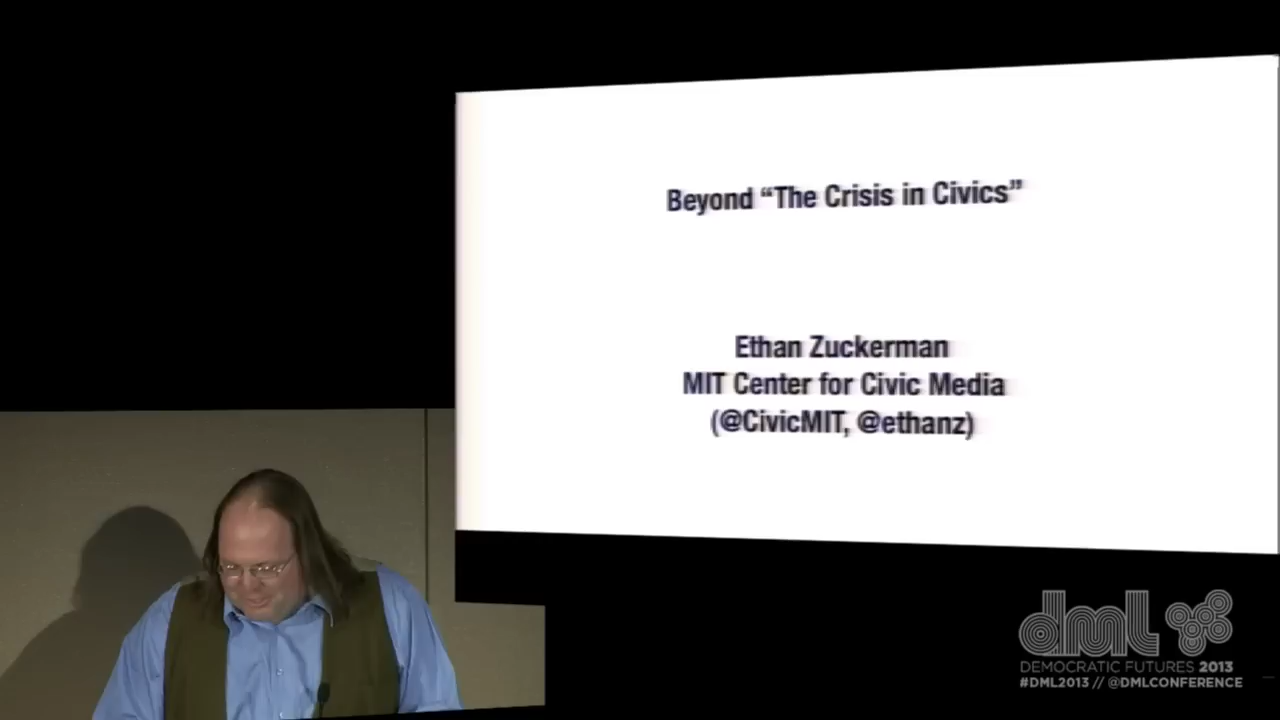 Beyond “The Crisis in Civics”
Ethan Zuckerman
MIT Center for Civic Media
(@CivicMIT, @ethanz)
dml
DEMOCRATIC FUTURES 2013
#DML2013 // @DMLCONFERENCE